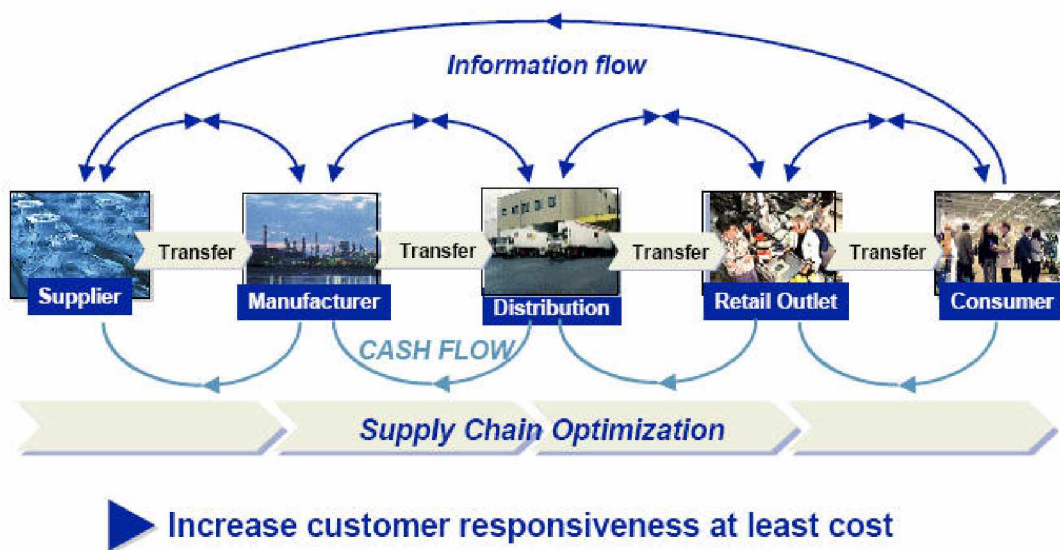 Information flow
Transfer
Transfer
Transfer
Transfer
Supplier
Manufacturer
Distribution
Retail Outlet
Consumer
CASH FLOW
Supply Chain Optimization
Increase customer responsiveness at least cost